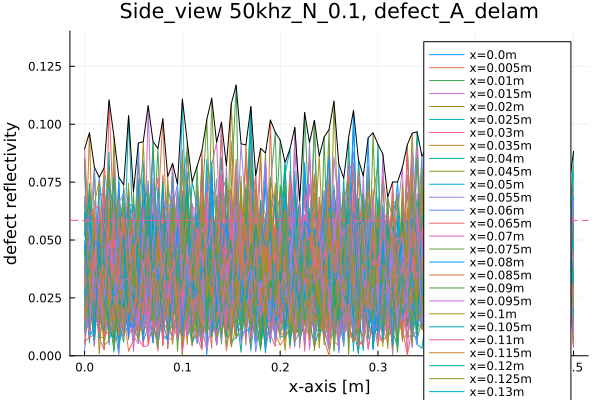 Side_view 50khz_N_0.1, defect_A_delam
defect reflectivity
0.125
0.100
0.075
0.050
0.025
0.000
0.0
0.1
0.2
0.3
.5
x-axis [m]
x=0.0m
x=0.005m
x=0.01m
x=0.015m
x=0.02m
x=0.025m
x=0.03m
x=0.035m
x=0.04m
x=0.045m
x=0.05m
x=0.055m
x=0.06m
x=0.065m
x=0.07m
x=0.075m
x=0.08m
x=0.085m
x=0.09m
x=0.095m
x=0.1m
x=0.105m
x=0.11m
x=0.115m
x=0.12m
x=0.125m
x=0.13m